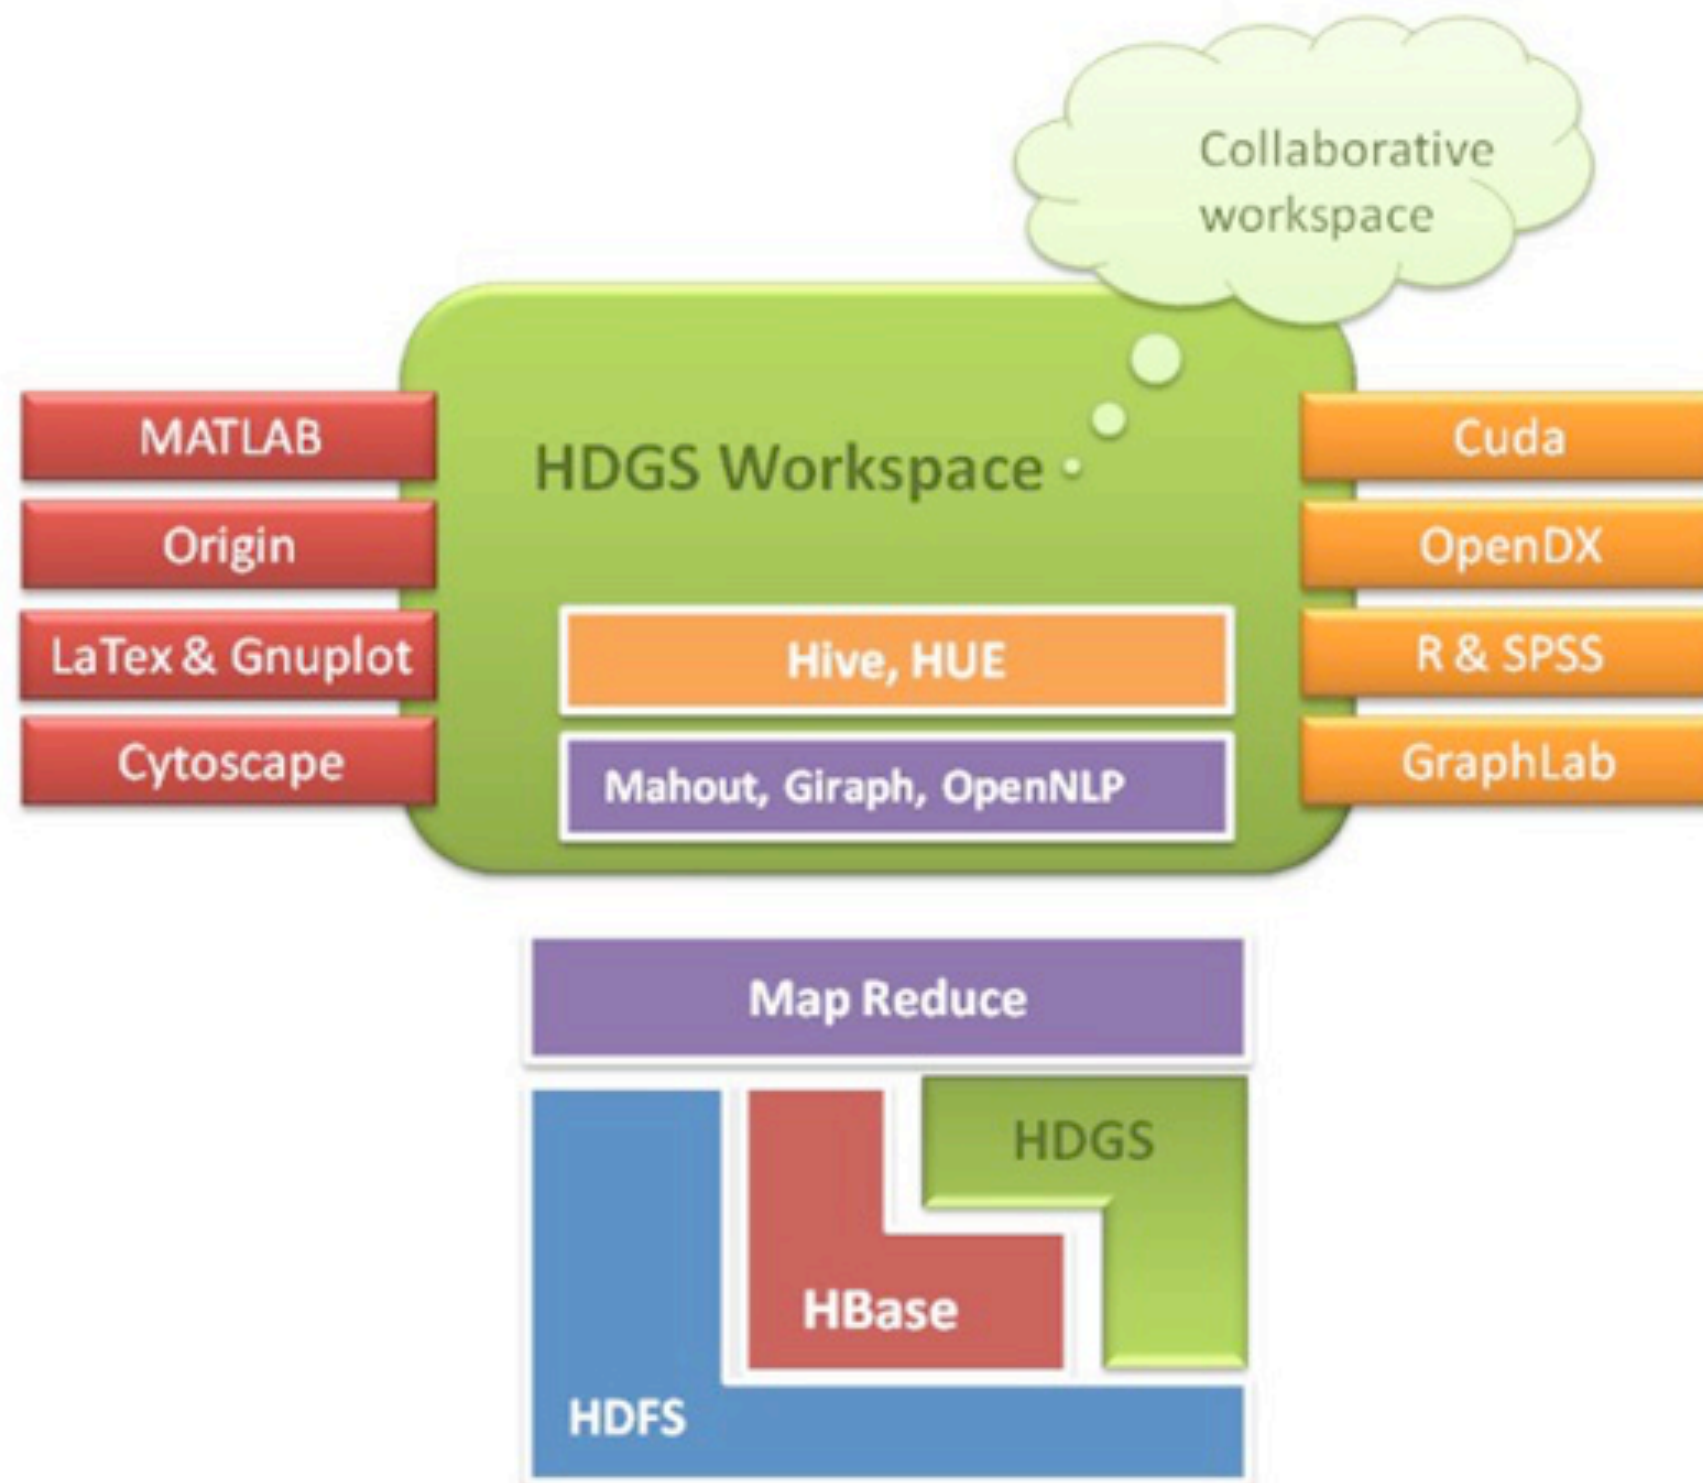 Collaborative
workspace
HDGS Workspace
MATLAB
Origin
LaTex & Gnuplot
Cytoscape
Cuda
OpenDX
R & SPSS
GraphLab
Hive, HUE
Mahout, Giraph, OpenNLP
Map Reduce
HDGS
HBase
HDFS